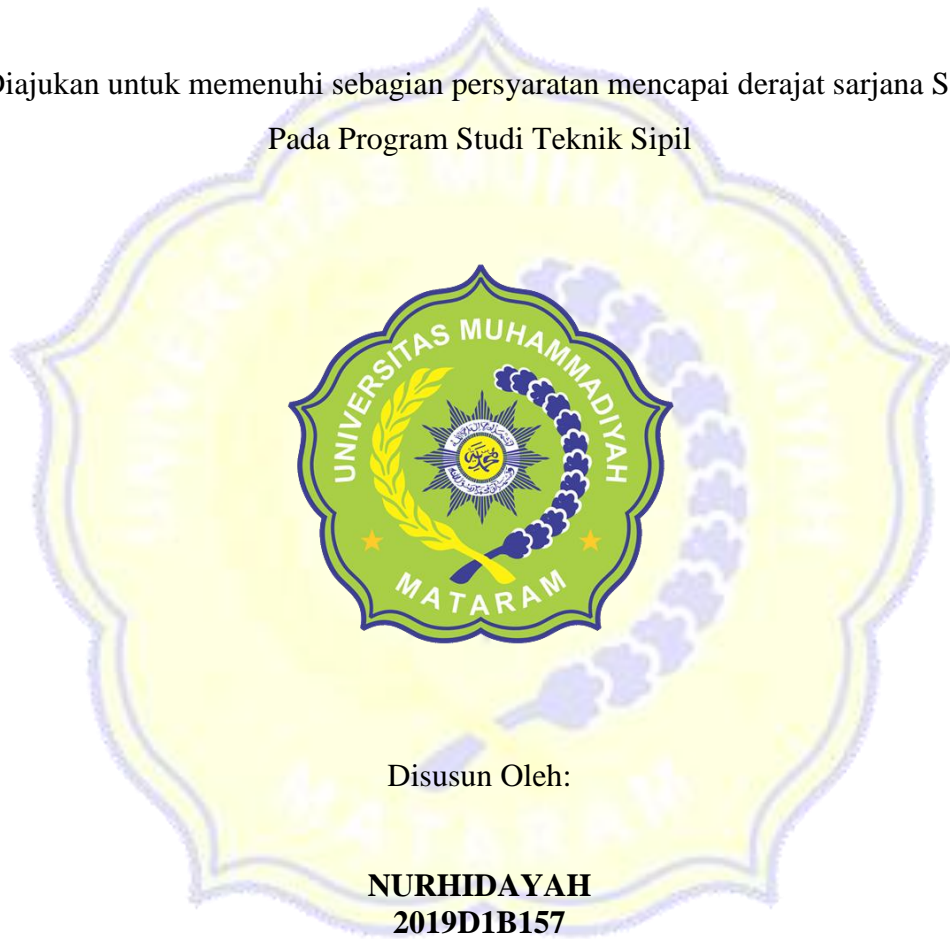 Diajukan untuk memenuhi sebagian persyaratan mencapai derajat sarjana S
Pada Program Studi Teknik Sipil
UNIVERSITAS MUHAMMADIYAH
MATARAM
Disusun Oleh:
NURHIDAYAH
2019D1B157